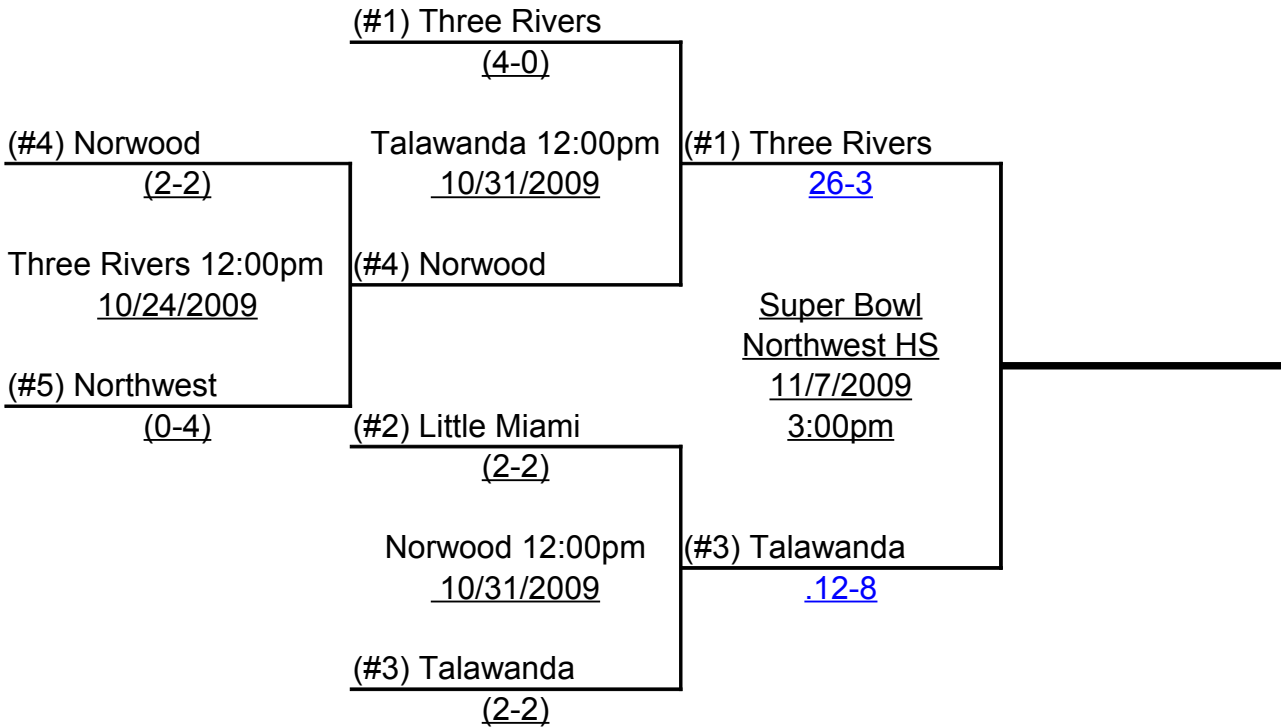 (#1) Three Rivers
(4-0)
(#4) Norwood
(2-2)
Talawanda 12:00pm
10/31/2009
(#1) Three Rivers
26-3
Three Rivers 12:00pm
10/24/2009
(#4) Norwood
Super Bowl
Northwest HS
11/7/2009
3:00pm
(#5) Northwest
(0-4)
(#2) Little Miami
(2-2)
Norwood 12:00pm
10/31/2009
(#3) Talawanda
.12-8
(#3) Talawanda
(2-2)